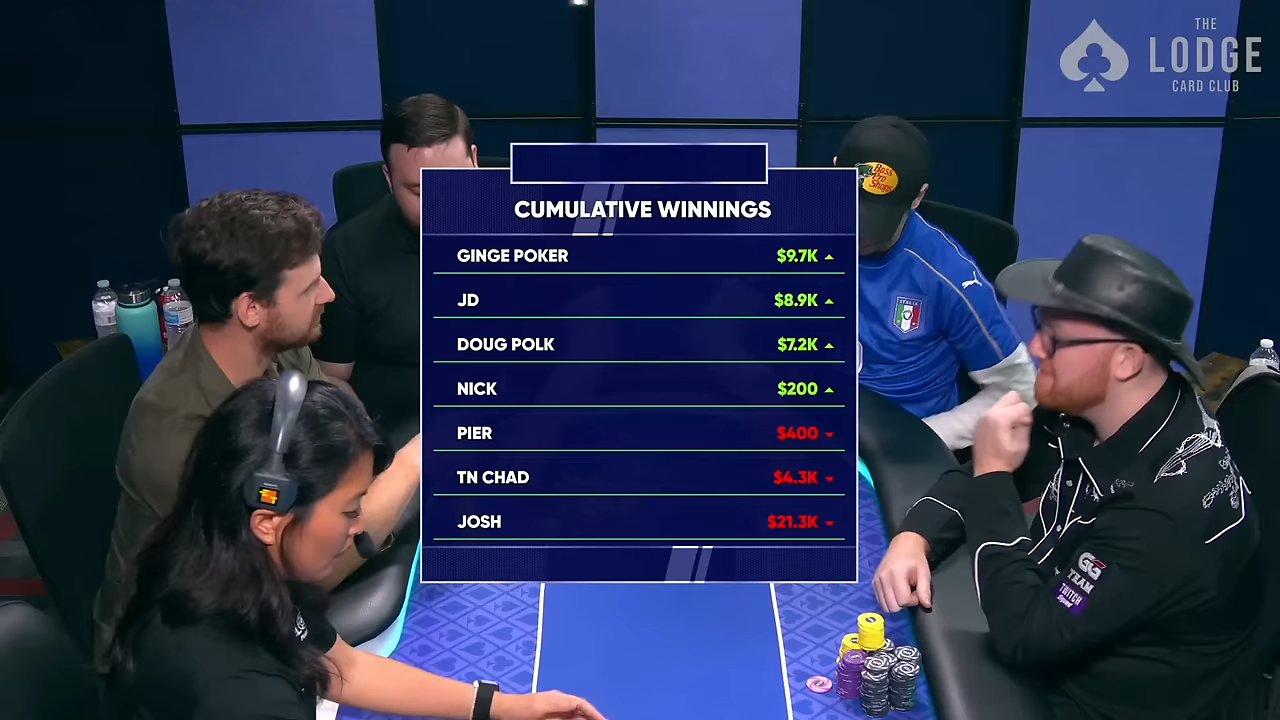 THE
LODGE
CARD CLUB
Bass
Pro
Shops
CUMULATIVE WINNINGS
GINGE POKER $9.7K
JD $8.9K
ITALIA
DOUG POLK $7.2K
NICK $200
PIER $400
TN CHAD $4.3K
JOSH $21.3K
GG
TEAM
TWITCH